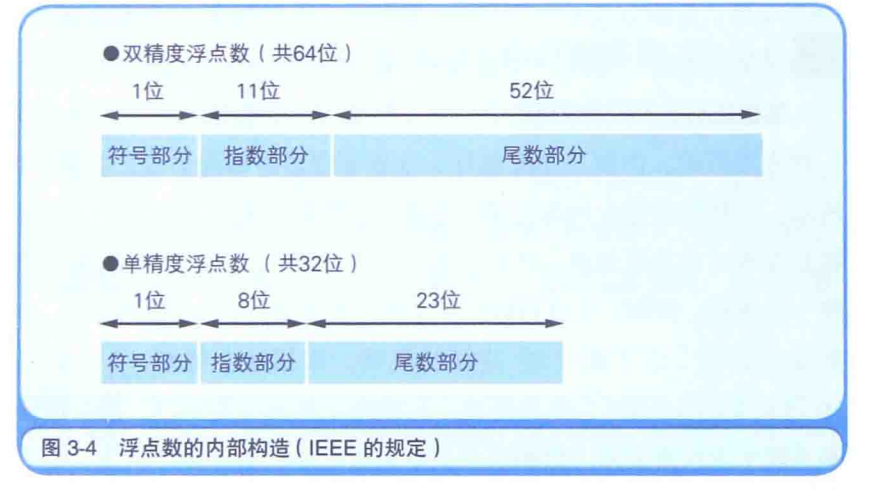 ●双精度浮点数（共64位）
1位 11位 52位
符号部分 指数部分 尾数部分
●单精度浮点数（共32位）
1位 8位 23位
符号部分 指数部分 尾数部分
图 3-4 浮点数的内部构造（IEEE 的规定）